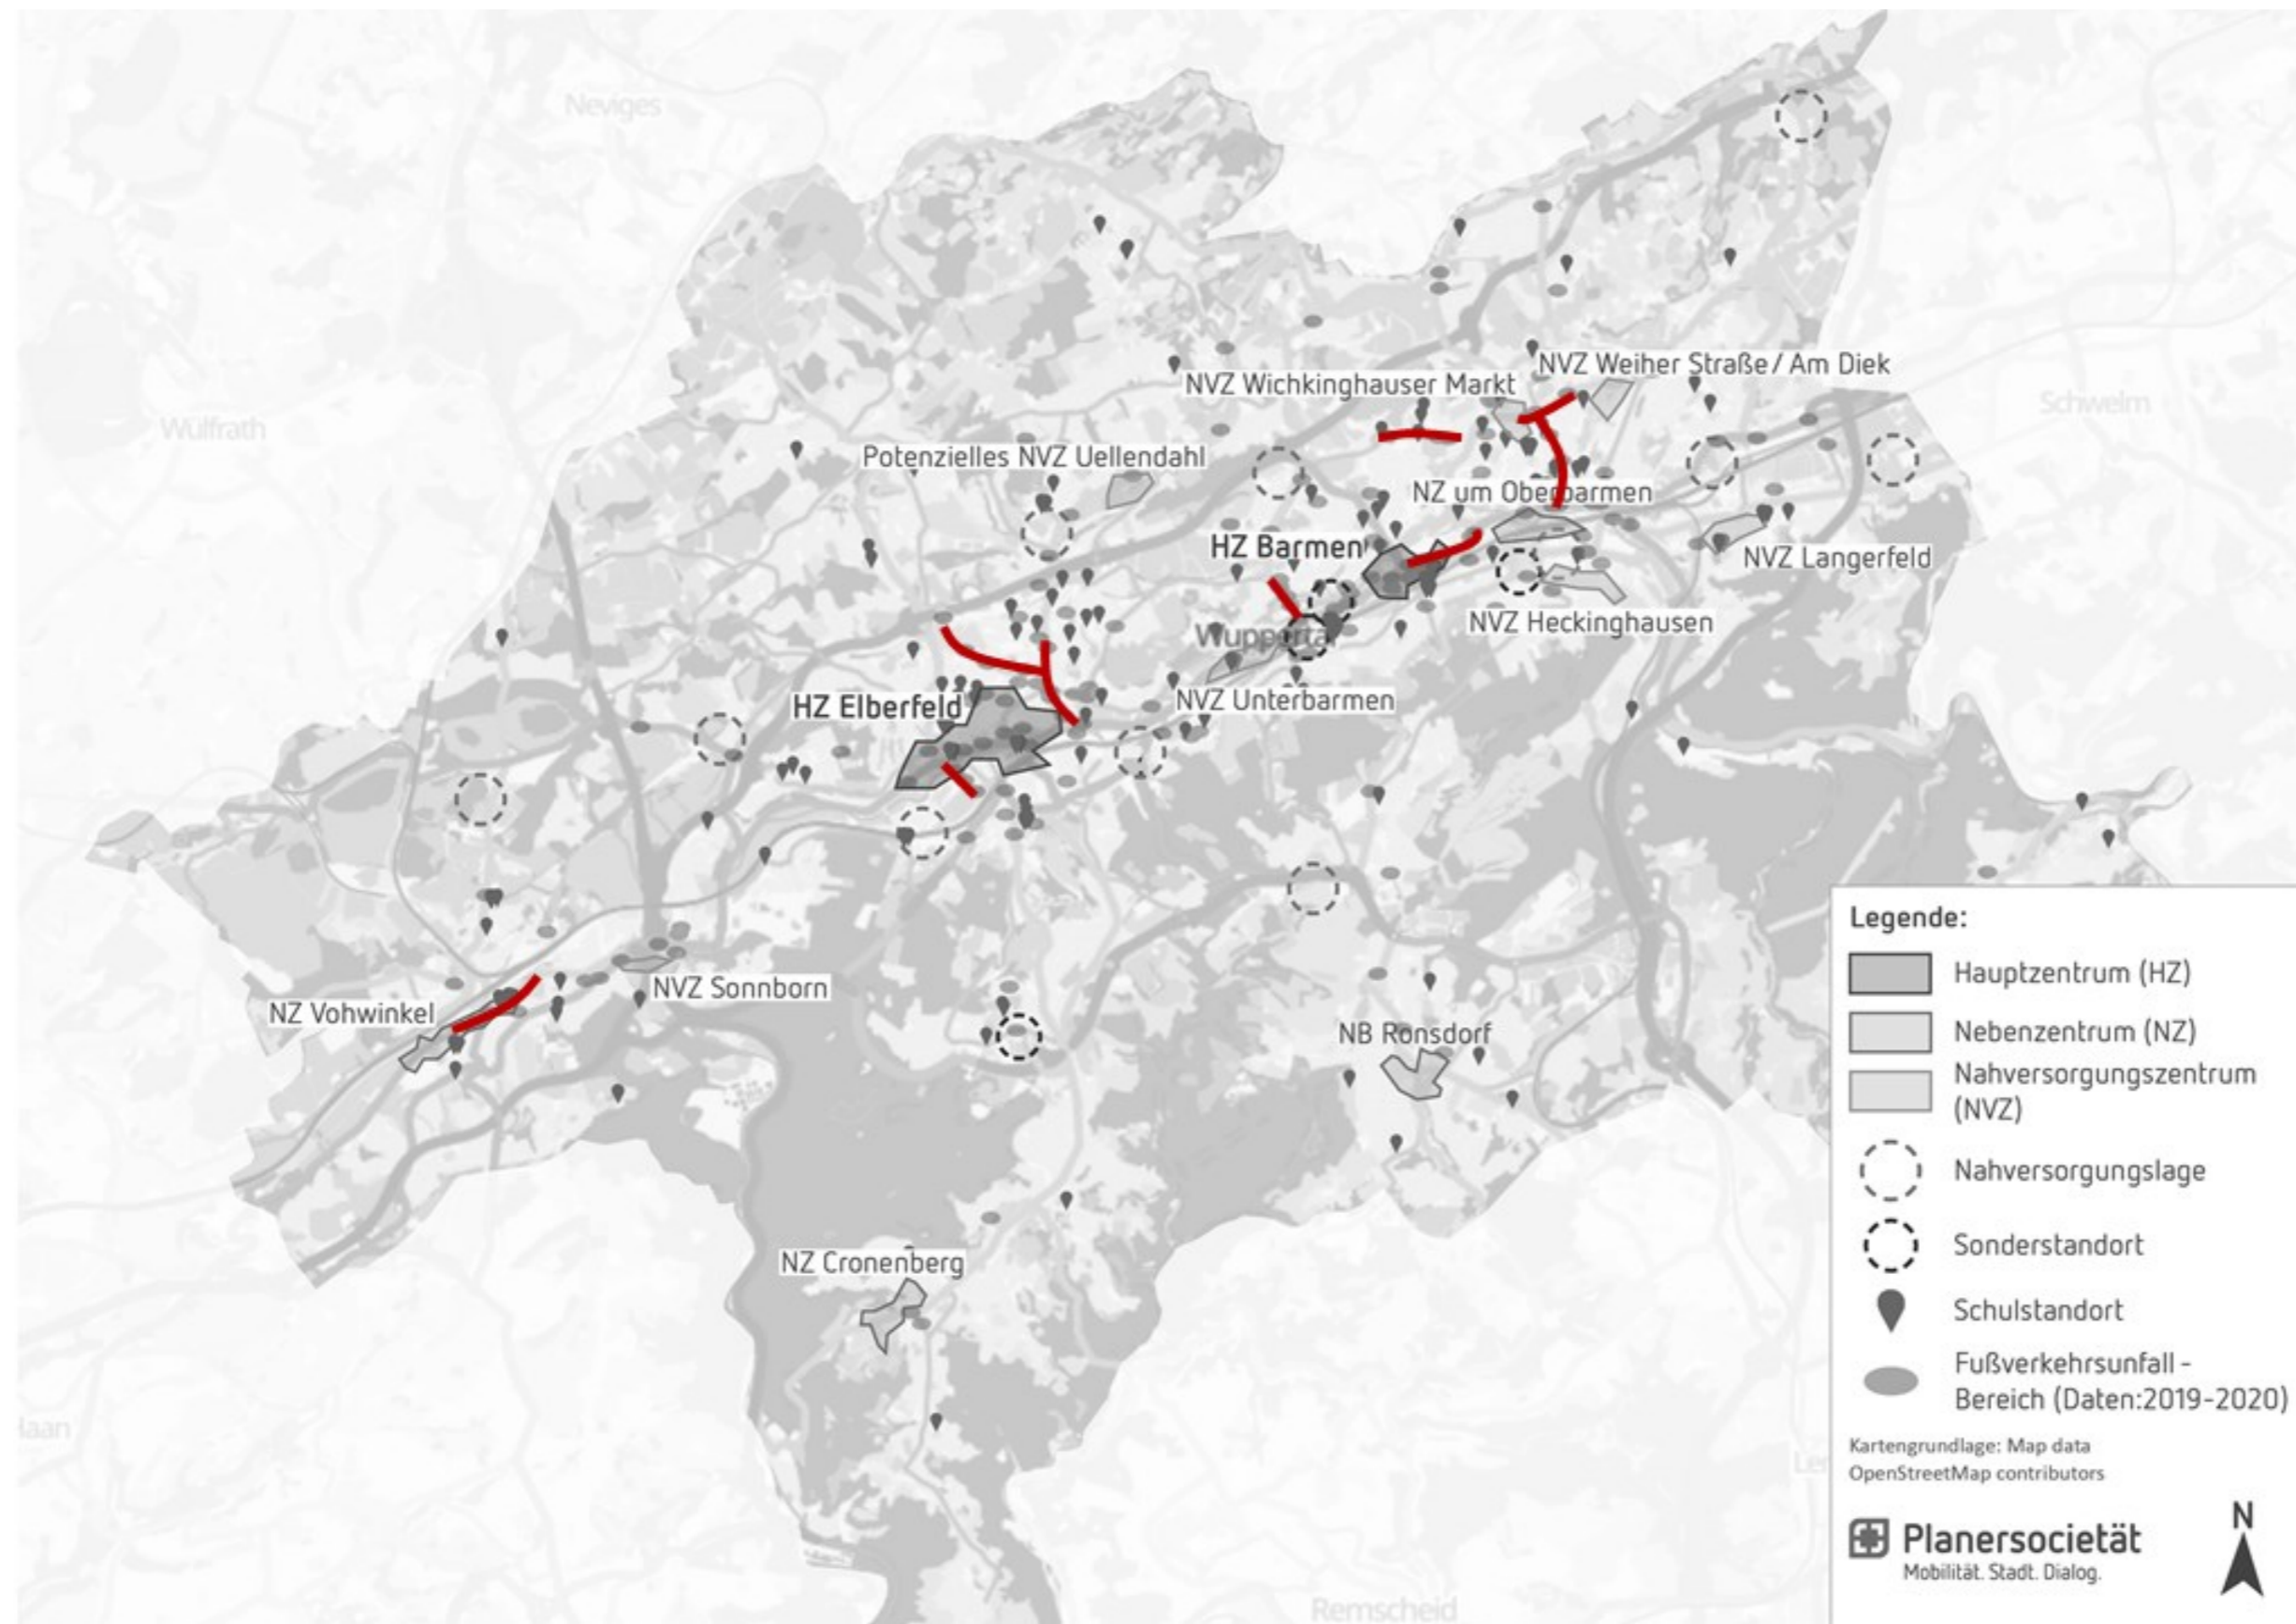 Neviges
Wülfrath
Schwelm
NVZ Weiher Straße / Am Diek
NVZ Wichkinghauser Markt
Potenzielles NVZ Uellendahl
NZ um Oberbarmen
HZ Barmen
NVZ Langerfeld
NVZ Heckinghausen
Wuppertal
NVZ Unterbarmen
HZ Elberfeld
NVZ Sonnborn
NZ Vohwinkel
NB Ronsdorf
NZ Cronenberg
Haan
Remscheid
Legende:
Hauptzentrum (HZ)
Nebenzentrum (NZ)
Nahversorgungszentrum
(NVZ)
Nahversorgungslage
Sonderstandort
Schulstandort
Fußverkehrsunfall -
Bereich (Daten:2019-2020)
Kartengrundlage: Map data
OpenStreetMap contributors
Planersocietät
Mobilität. Stadt. Dialog.
N